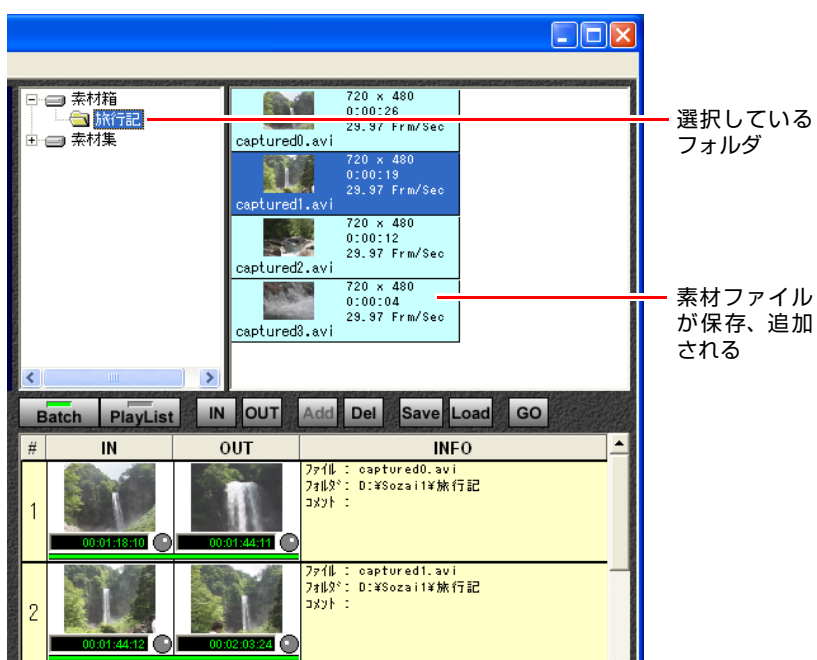 素材箱
旅行記
素材集
720 x 480
0:00:26
29.97 Frm/Sec
captured0.avi
720 x 480
0:00:19
29.97 Frm/Sec
captured1.avi
720 x 480
0:00:12
29.97 Frm/Sec
captured2.avi
720 x 480
0:00:04
29.97 Frm/Sec
captured3.avi
選択している
フォルダ
素材ファイル
が保存、追加
される
Batch PlayList IN OUT Add Del Save Load GO
# IN OUT INFO
1
00:01:18:10 00:01:44:11
ﾌｧｲﾙ : captured0.avi
ﾌｫﾙﾀﾞ: D:¥Sozai1¥旅行記
ｺﾒﾝﾄ :
2
00:01:44:12 00:02:03:24
ﾌｧｲﾙ : captured1.avi
ﾌｫﾙﾀﾞ: D:¥Sozai1¥旅行記
ｺﾒﾝﾄ :